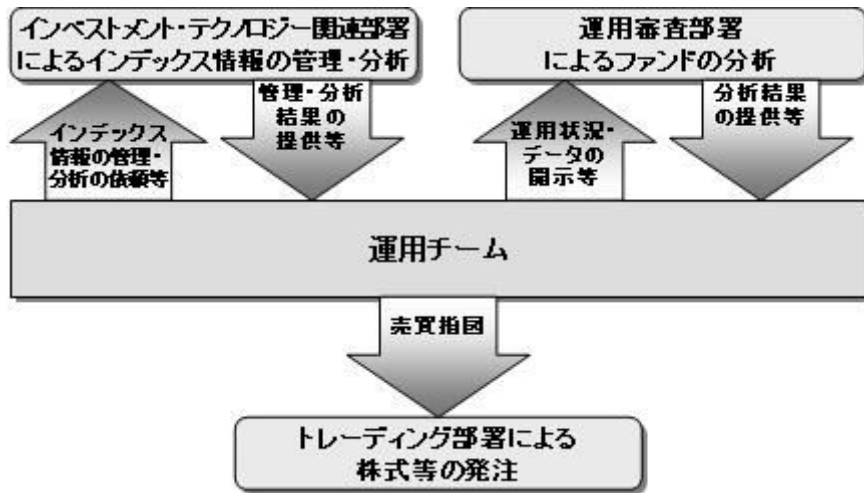 インベストメント・テクノロジー関連部署
によるインデックス情報の管理・分析
運用審査部署
によるファンドの分析
インデックス
情報の管理・
分析の依頼等
管理・分析
結果の
提供等
運用状況・
データの
開示等
分析結果
の提供等
運用チーム
売買指図
トレーディング部署による
株式等の発注